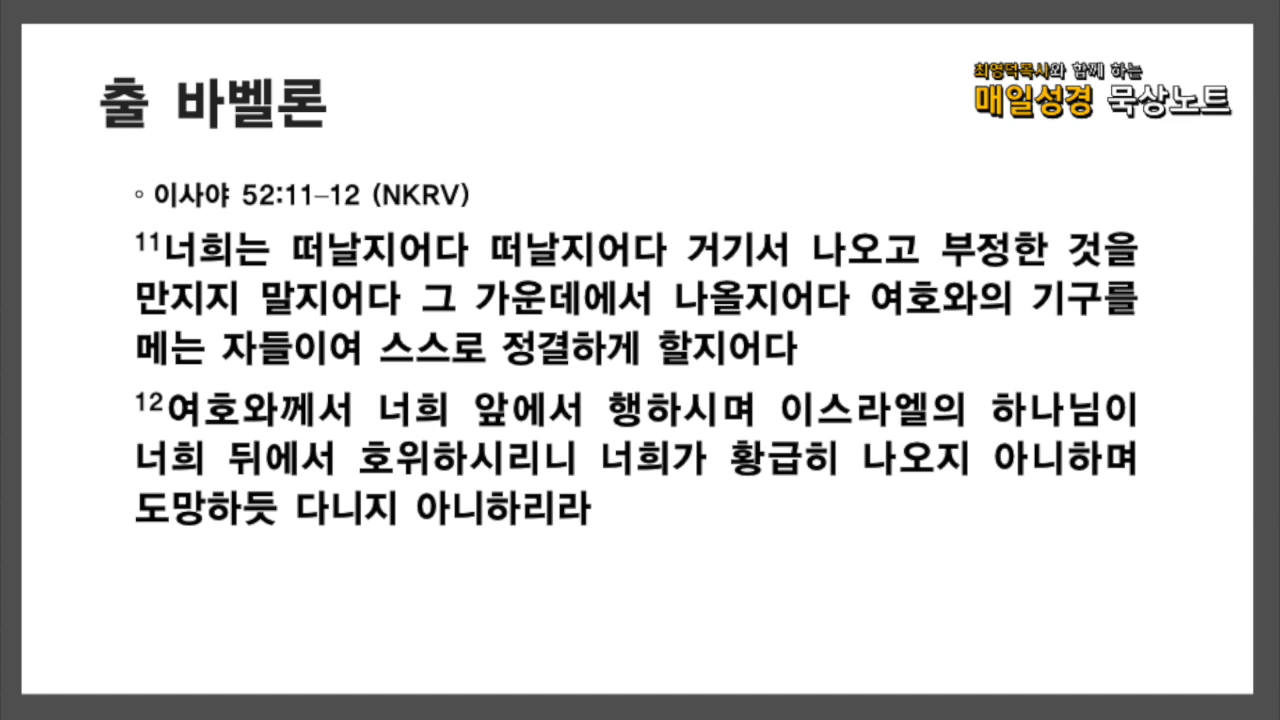 출 바벨론
최영덕목사와 함께 하는
매일성경 묵상노트
◦ 이사야 52:11–12 (NKRV)
¹¹너희는 떠날지어다 떠날지어다 거기서 나오고 부정한 것을
만지지 말지어다 그 가운데에서 나올지어다 여호와의 기구를
메는 자들이여 스스로 정결하게 할지어다
¹²여호와께서 너희 앞에서 행하시며 이스라엘의 하나님이
너희 뒤에서 호위하시리니 너희가 황급히 나오지 아니하며
도망하듯 다니지 아니하리라